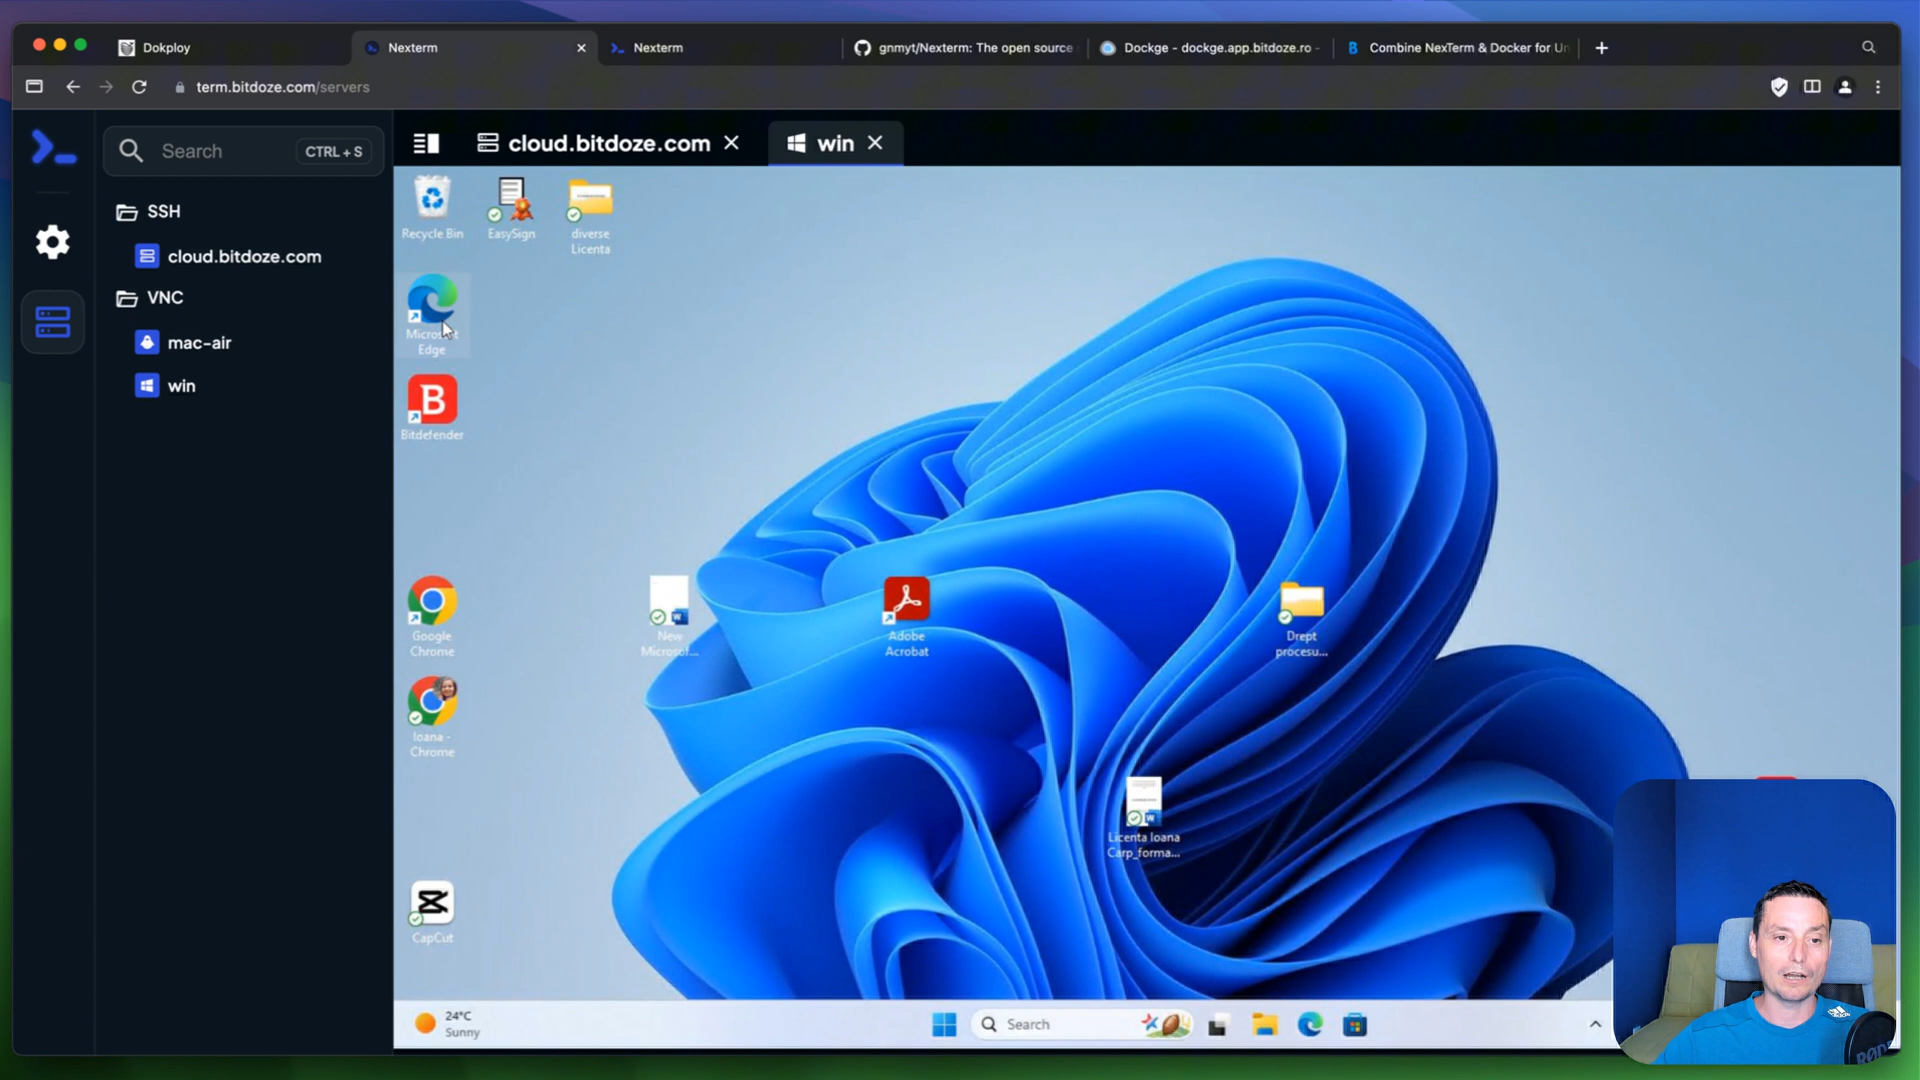 Dokploy
Nexterm
Nexterm
gnmyt/Nexterm: The open source
Dockge - dockge.app.bitdoze.ro -
Combine NexTerm & Docker for Un
term.bitdoze.com/servers
Search
CTRL + S
cloud.bitdoze.com
win
SSH
cloud.bitdoze.com
VNC
mac-air
win
Recycle Bin
EasySign
diverse
Licenta
Microsoft
Edge
Bitdefender
Google
Chrome
New
Microsof...
Adobe
Acrobat
Drept
procesu...
Ioana -
Chrome
Licenta Ioana
Carp_forma...
CapCut
24°C
Sunny
Search